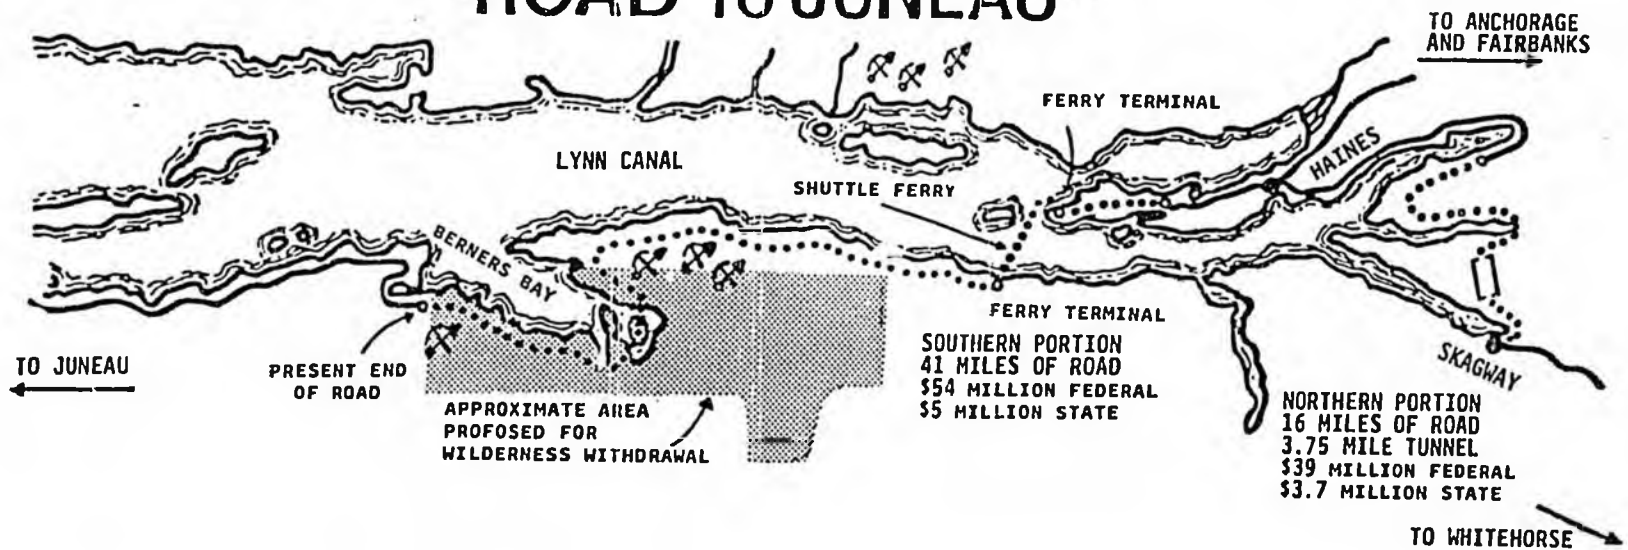 ROAD TO JUNEAU
TO ANCHORAGE
AND FAIRBANKS
FERRY TERMINAL
HAINES
LYNN CANAL
SHUTTLE FERRY
BERNERS BAY
FERRY TERMINAL
TO JUNEAU
PRESENT END
OF ROAD
APPROXIMATE AREA
PROFOSED FOR
WILDERNESS WITHDRAWAL
SOUTHERN PORTION
41 MILES OF ROAD
$54 MILLION FEDERAL
$5 MILLION STATE
SKAGWAY
NORTHERN PORTION
16 MILES OF ROAD
3.75 MILE TUNNEL
$39 MILLION FEDERAL
$3.7 MILLION STATE
TO WHITEHORSE